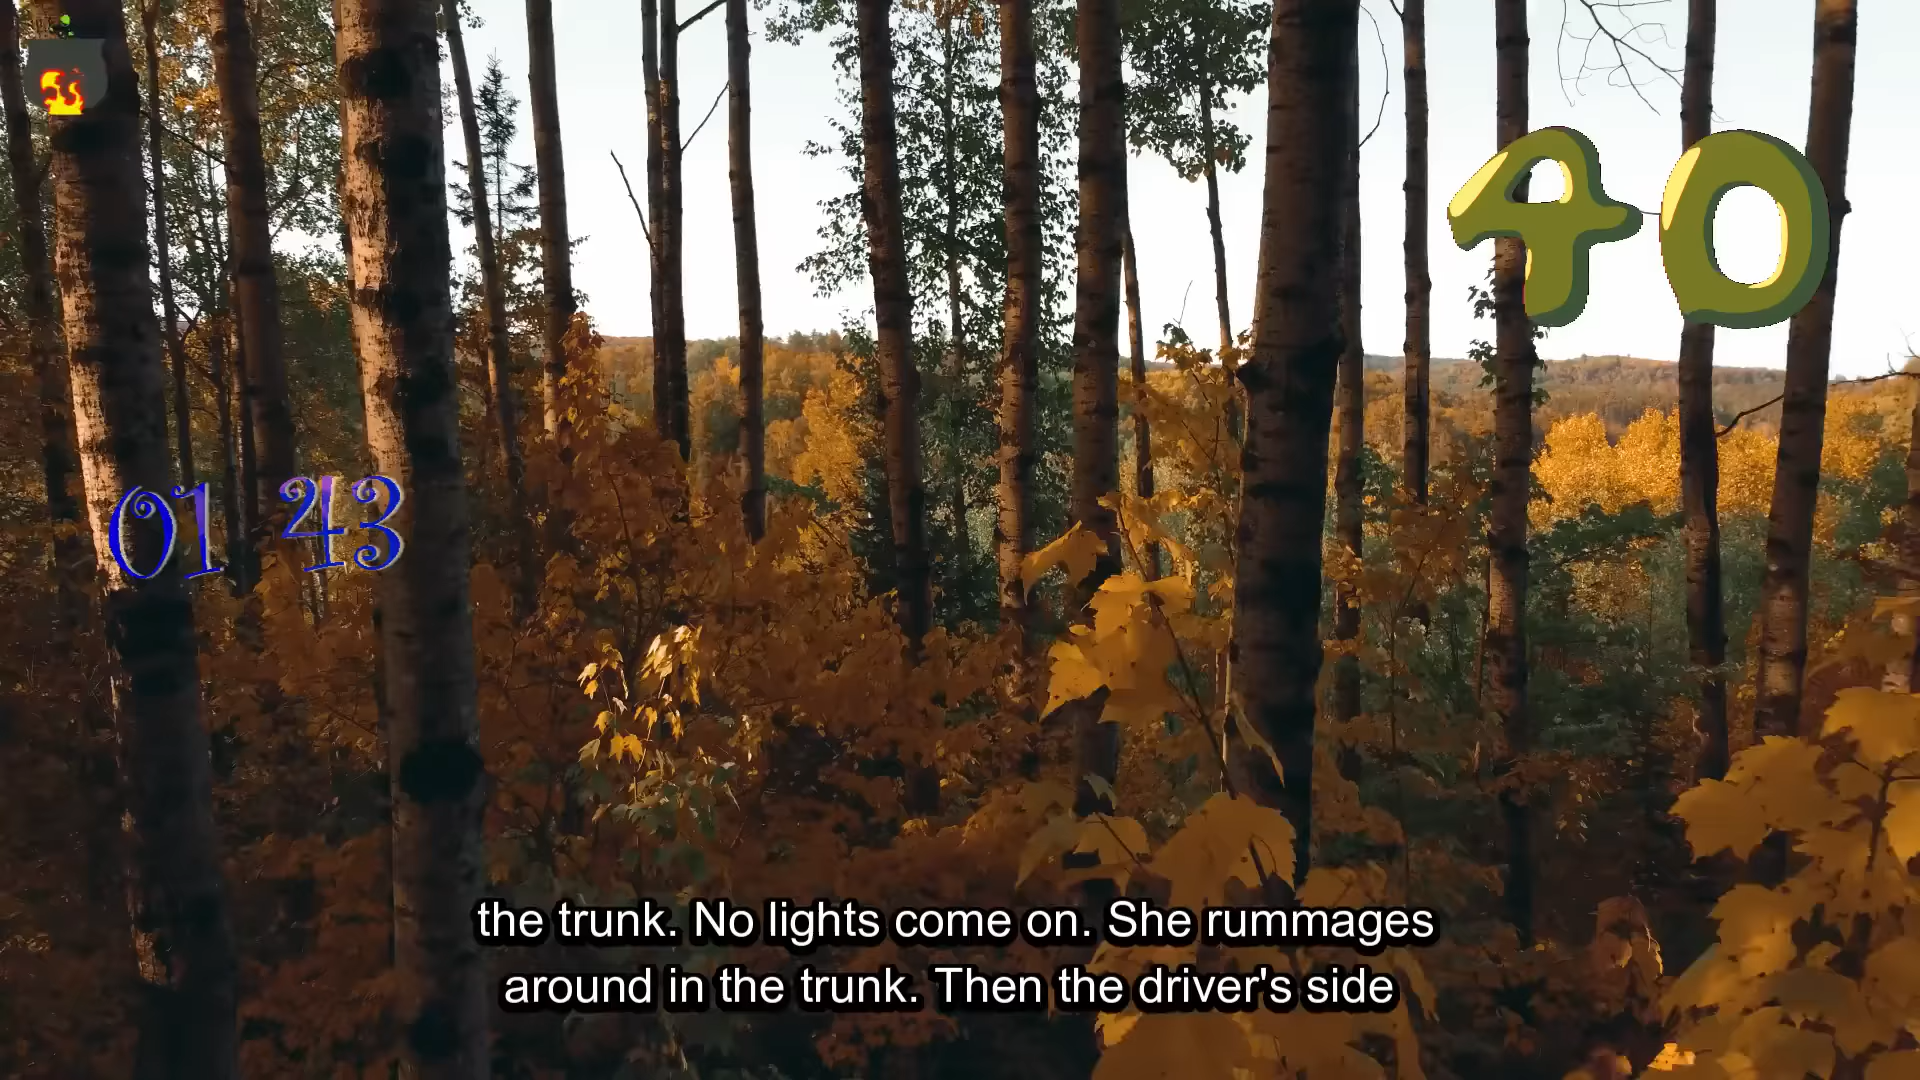 40
01 43
the trunk. No lights come on. She rummages
around in the trunk. Then the driver's side